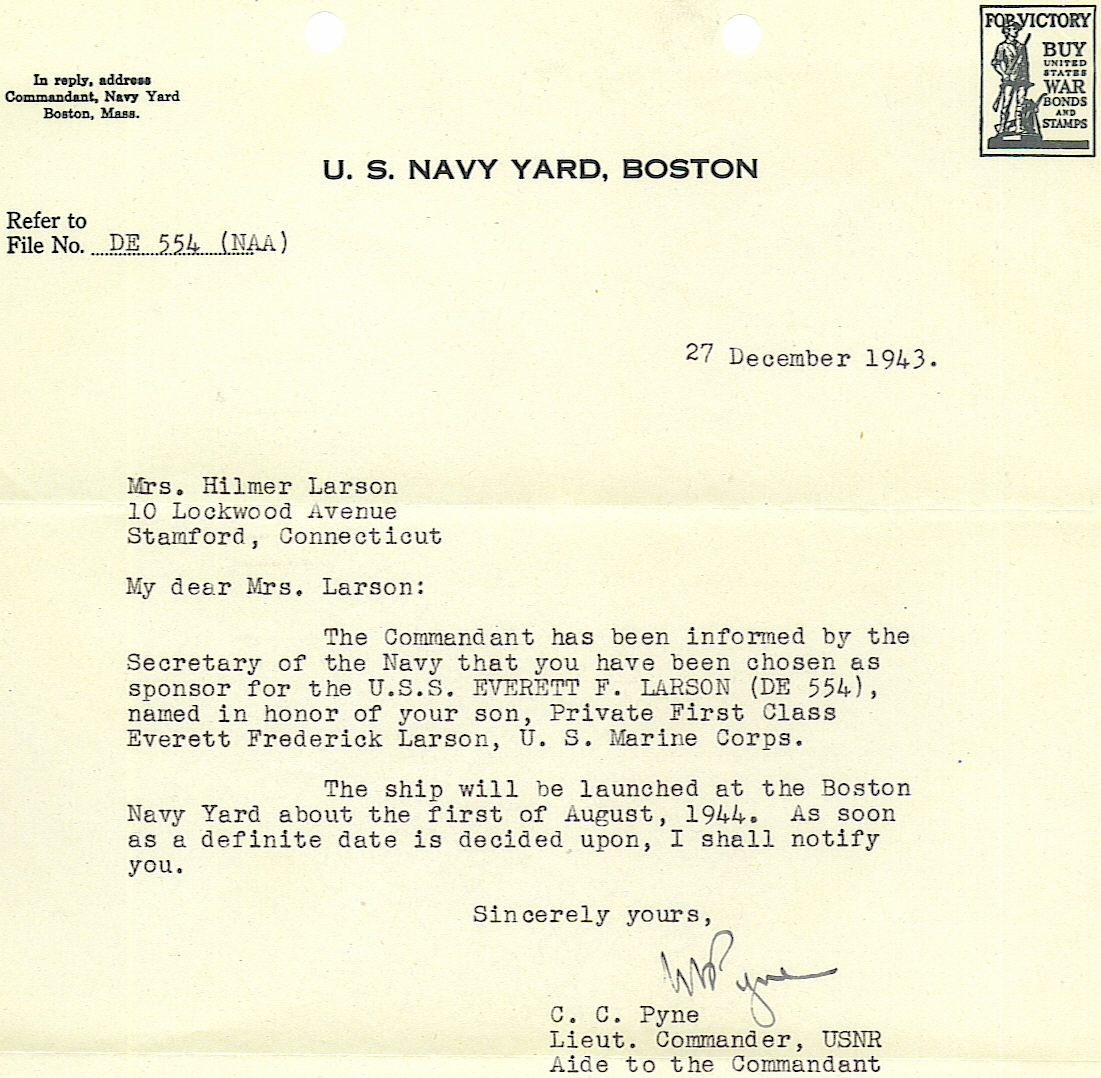 In reply, address
Commandant, Navy Yard
Boston, Mass.
FOR VICTORY
BUY
UNITED
STATES
WAR
BONDS
AND
STAMPS
U. S. NAVY YARD, BOSTON
Refer to
File No. DE 554 (NAA)
27 December 1943.
Mrs. Hilmer Larson
10 Lockwood Avenue
Stamford, Connecticut
My dear Mrs. Larson:
The Commandant has been informed by the
Secretary of the Navy that you have been chosen as
sponsor for the U.S.S. EVERETT F. LARSON (DE 554),
named in honor of your son, Private First Class
Everett Frederick Larson, U. S. Marine Corps.
The ship will be launched at the Boston
Navy Yard about the first of August, 1944. As soon
as a definite date is decided upon, I shall notify
you.
Sincerely yours,
Pyne
C. C. Pyne
Lieut. Commander, USNR
Aide to the Commandant